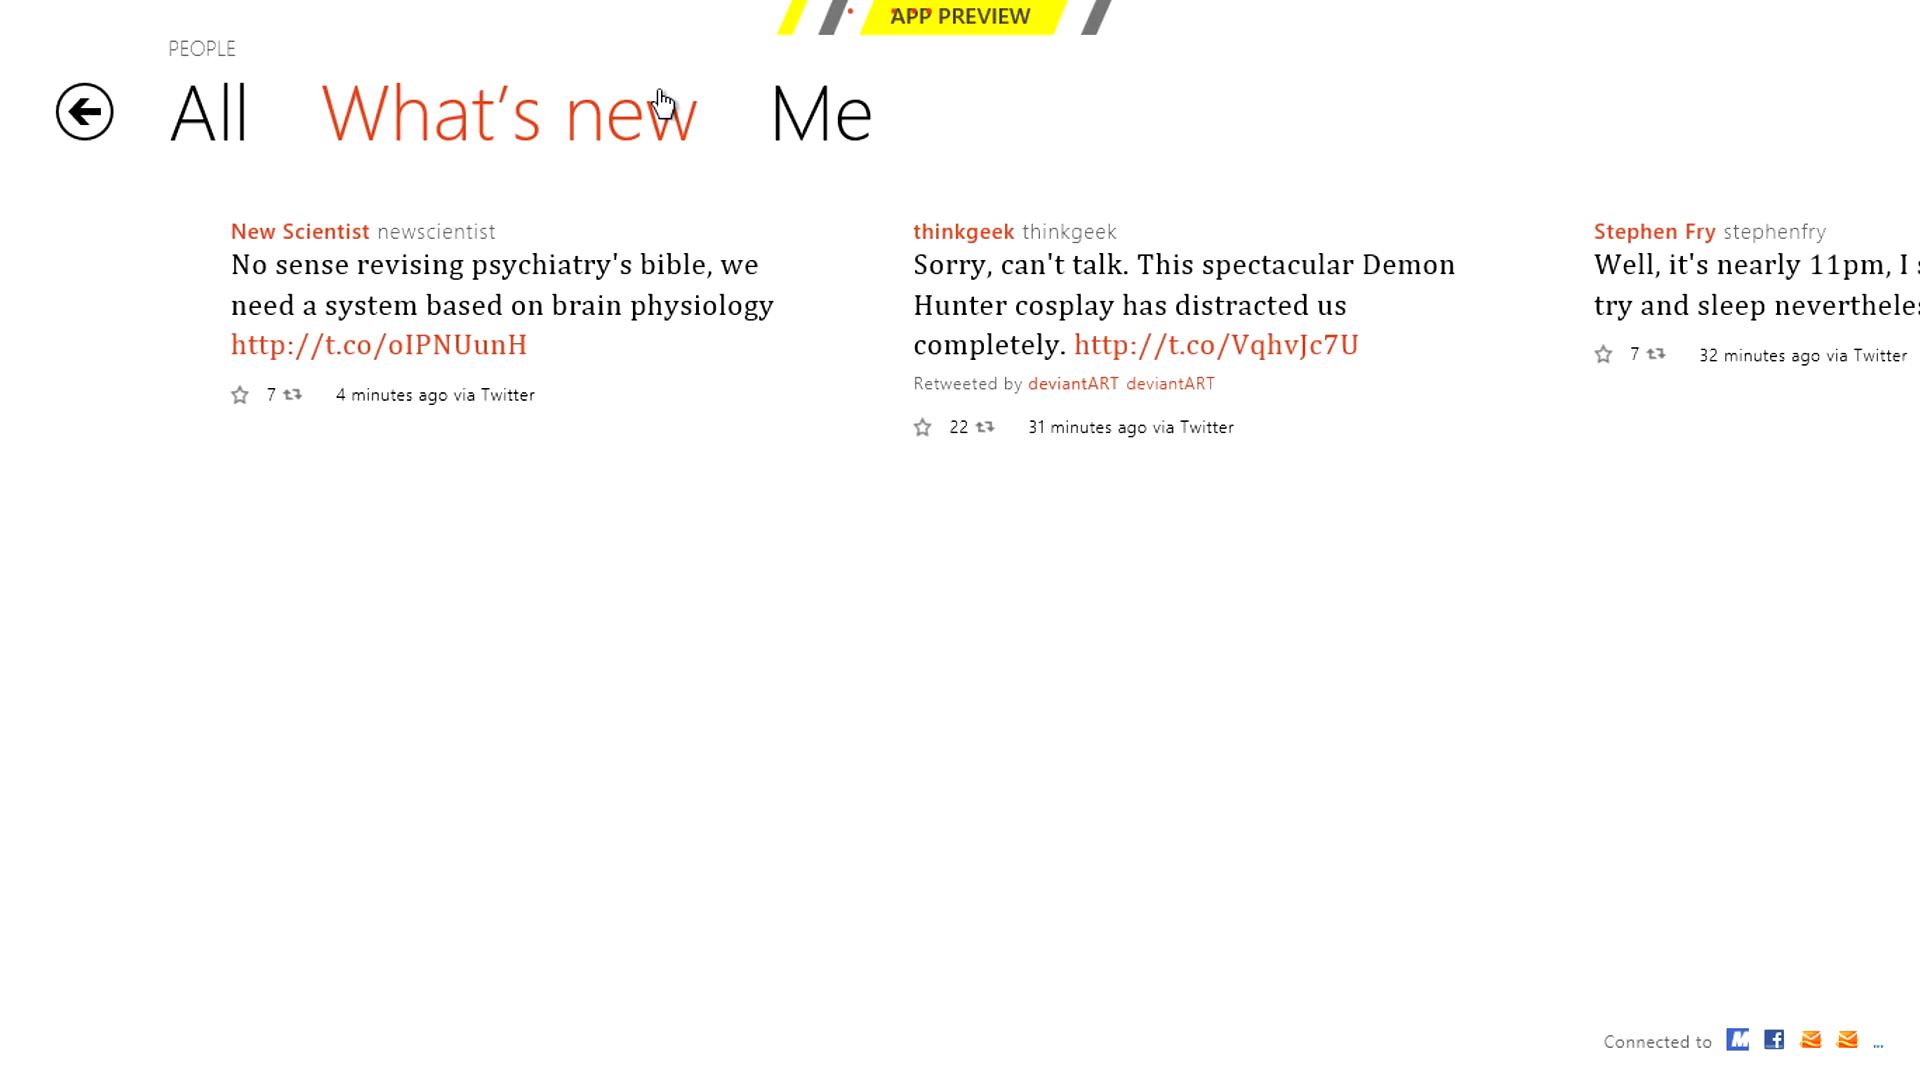 APP PREVIEW
PEOPLE
All What's new Me
New Scientist newscientist
No sense revising psychiatry's bible, we
need a system based on brain physiology
http://t.co/oIPNUunH
7 4 minutes ago via Twitter
thinkgeek thinkgeek
Sorry, can't talk. This spectacular Demon
Hunter cosplay has distracted us
completely. http://t.co/VqhvJc7U
Retweeted by deviantART deviantART
22 31 minutes ago via Twitter
Stephen Fry stephenfry
Well, it's nearly 11pm, I
try and sleep
7 32 minutes ago via Twitter
Connected to ...